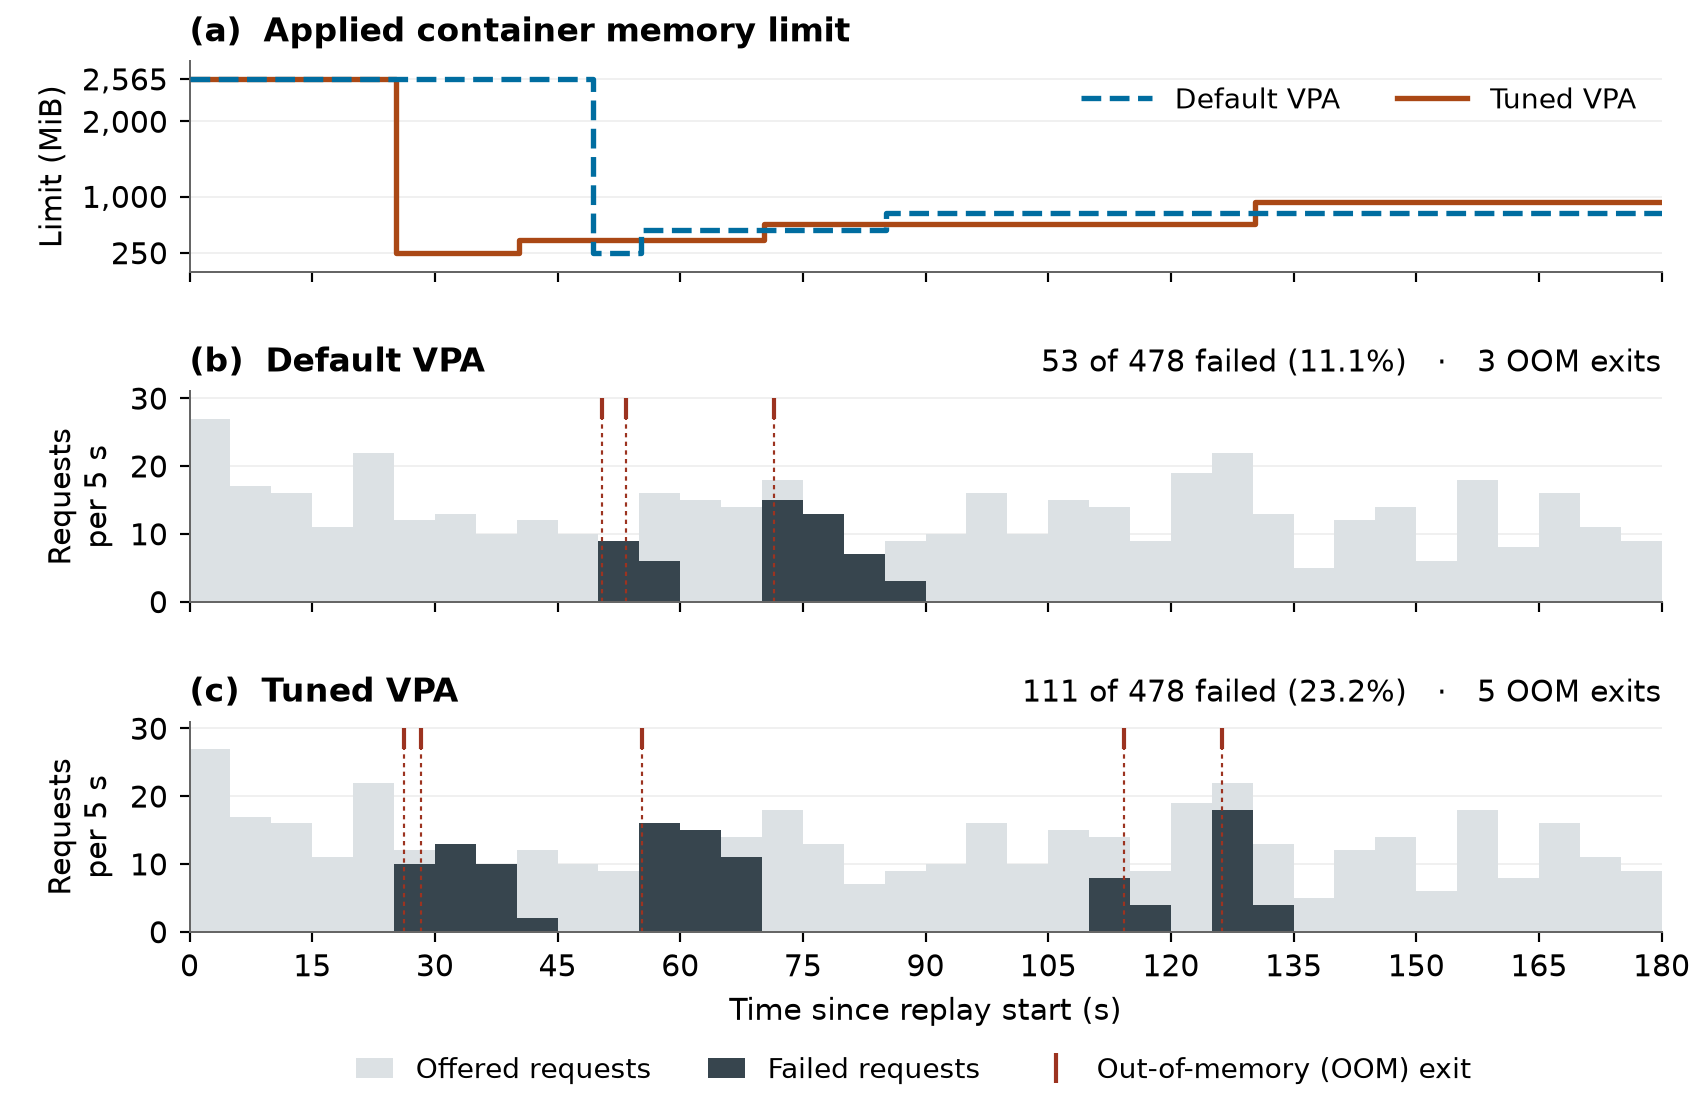 (a) Applied container memory limit
Limit (MiB)
2,565
2,000
1,000
250
Default VPA
Tuned VPA
(b) Default VPA
53 of 478 failed (11.1%) · 3 OOM exits
Requests
per 5 s
30
20
10
0
(c) Tuned VPA
111 of 478 failed (23.2%) · 5 OOM exits
Requests
per 5 s
30
20
10
0
0 15 30 45 60 75 90 105 120 135 150 165 180
Time since replay start (s)
Offered requests
Failed requests
Out-of-memory (OOM) exit